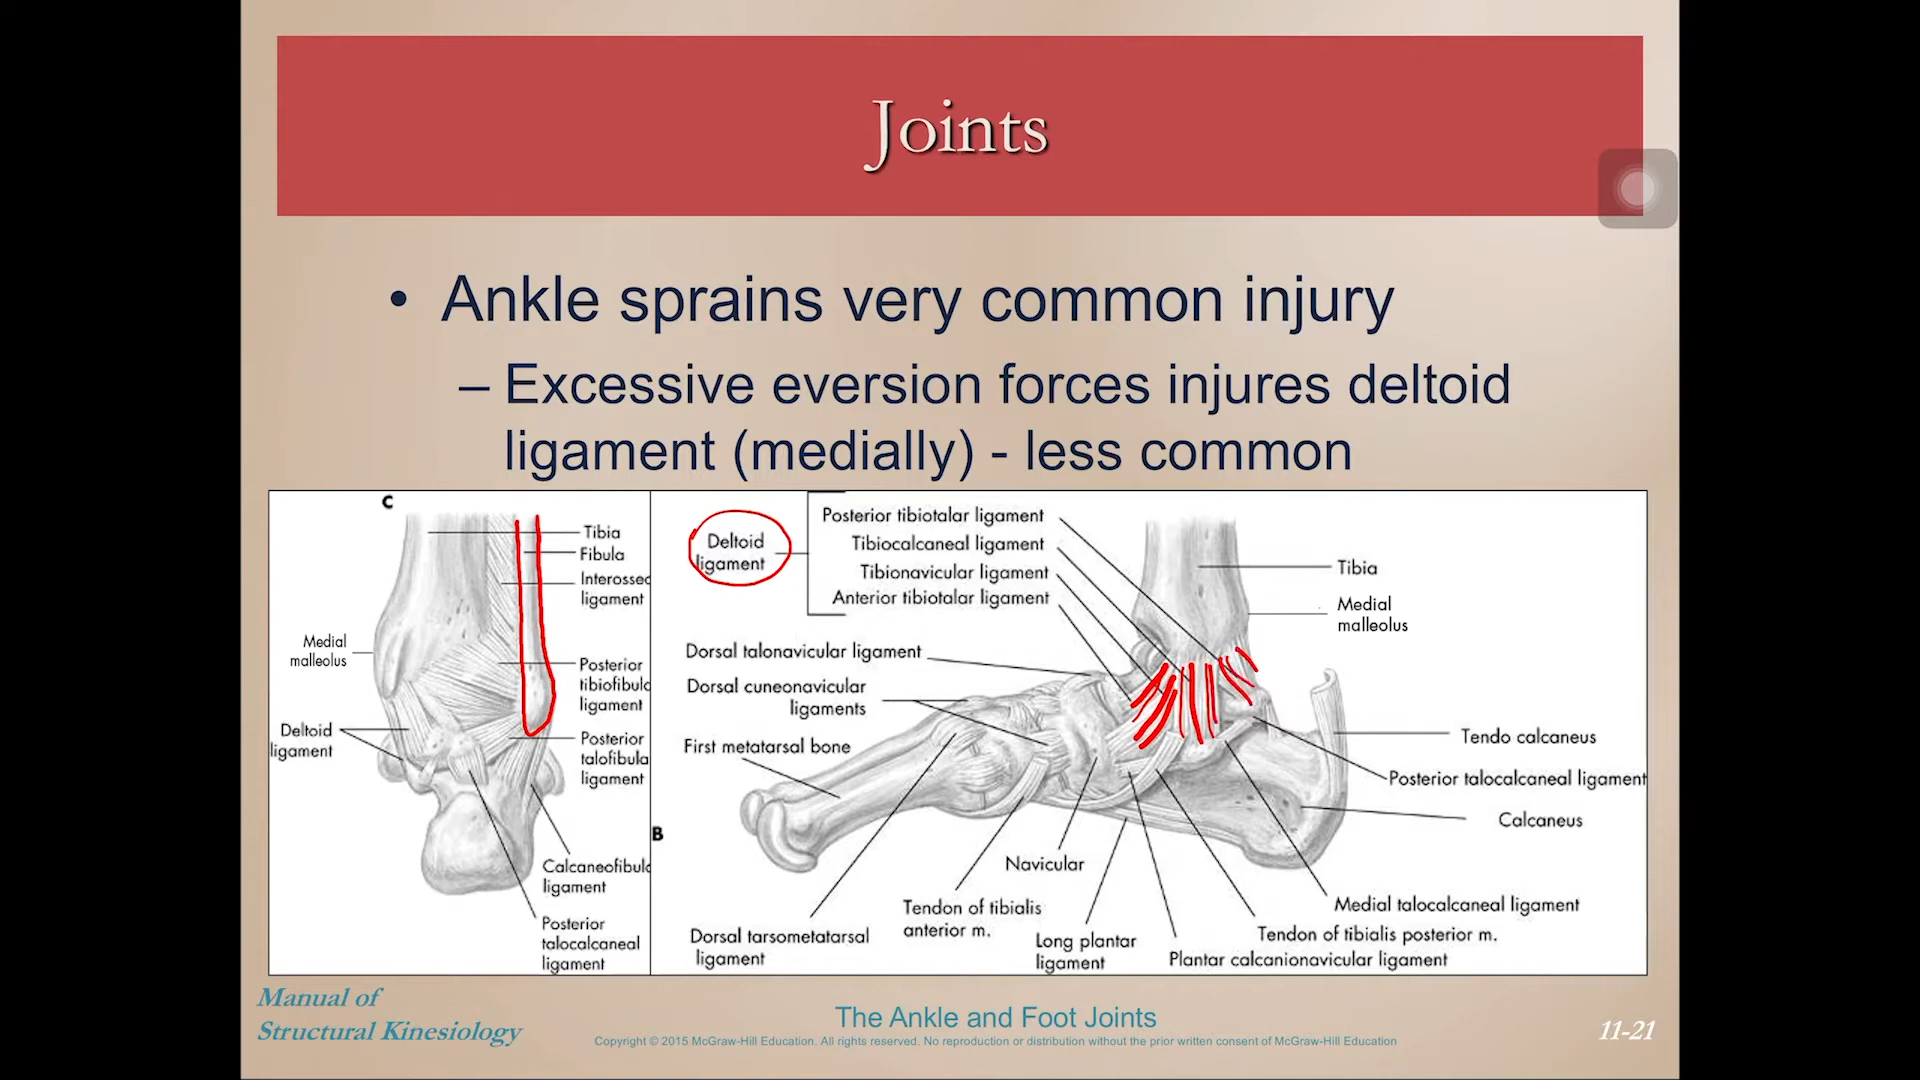 Joints
• Ankle sprains very common injury
– Excessive eversion forces injures deltoid
ligament (medially) - less common
C
Tibia
Fibula
Interossec
ligament
Medial
malleolus
Posterior
tibiofibula
ligament
Deltoid
ligament
Posterior
talofibula
ligament
Calcaneofibula
ligament
Posterior
talocalcaneal
ligament
B
Deltoid
ligament
Posterior tibiotalar ligament
Tibiocalcaneal ligament
Tibionavicular ligament
Anterior tibiotalar ligament
Tibia
Medial
malleolus
Dorsal talonavicular ligament
Dorsal cuneonavicular
ligaments
First metatarsal bone
Tendo calcaneus
Posterior talocalcaneal ligament
Calcaneus
Navicular
Tendon of tibialis
anterior m.
Dorsal tarsometatarsal
ligament
Long plantar
ligament
Medial talocalcaneal ligament
Tendon of tibialis posterior m.
Plantar calcanionavicular ligament
Manual of
Structural Kinesiology
The Ankle and Foot Joints
Copyright © 2015 McGraw-Hill Education. All rights reserved. No reproduction or distribution without the prior written consent of McGraw-Hill Education
11-21